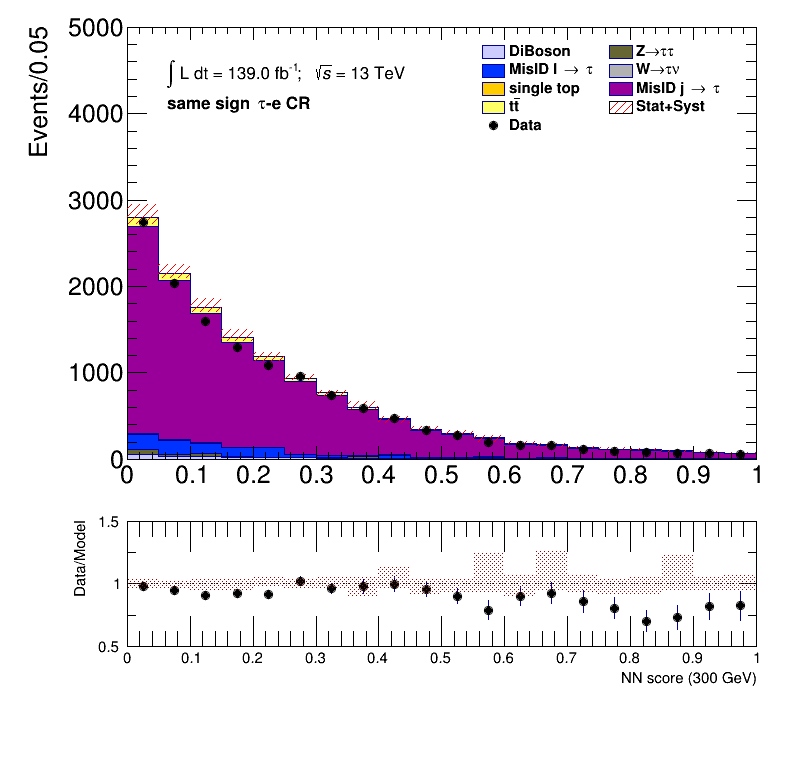 5000
4000
3000
2000
1000
0
Events/0.05
∫ L dt = 139.0 fb⁻¹; √s = 13 TeV
same sign τ-e CR
DiBoson
MisID l → τ
single top
tt̄
Data
Z→ττ
W→τν
MisID j → τ
Stat+Syst
0 0.1 0.2 0.3 0.4 0.5 0.6 0.7 0.8 0.9 1
1.5
1
0.5
Data/Model
0 0.1 0.2 0.3 0.4 0.5 0.6 0.7 0.8 0.9 1
NN score (300 GeV)